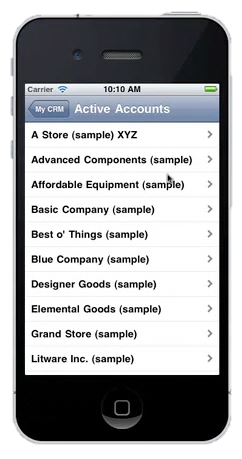 Carrier 10:10 AM
My CRM Active Accounts
A Store (sample) XYZ
Advanced Components (sample)
Affordable Equipment (sample)
Basic Company (sample)
Best o' Things (sample)
Blue Company (sample)
Designer Goods (sample)
Elemental Goods (sample)
Grand Store (sample)
Litware Inc. (sample)